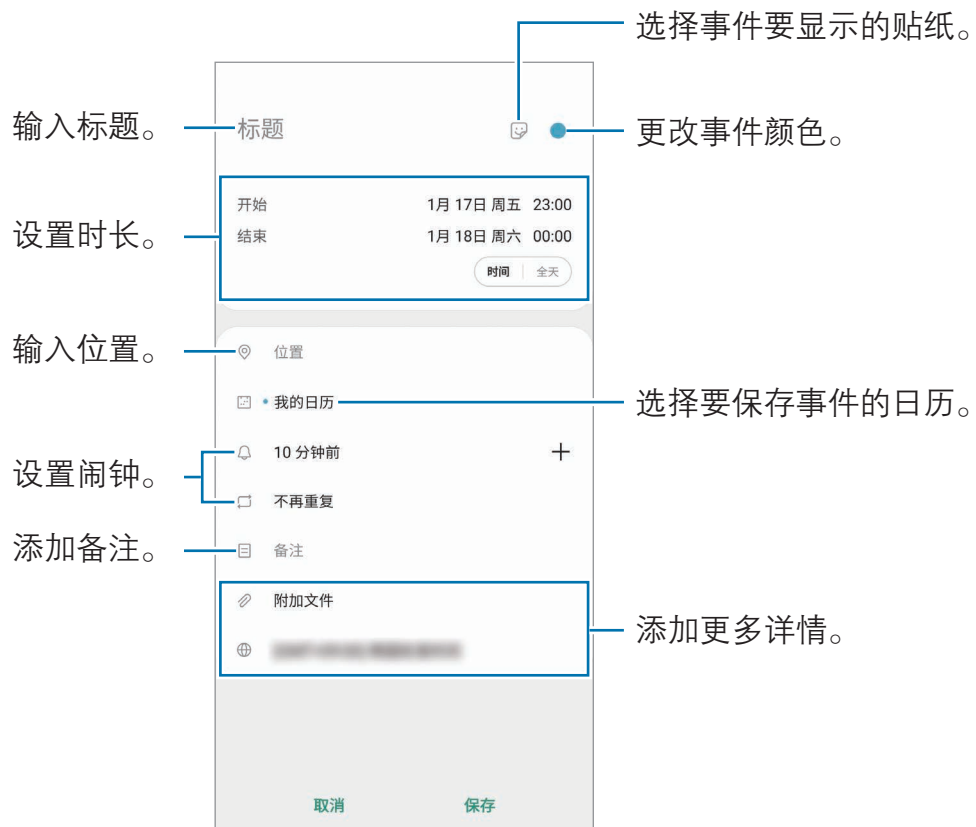 选择事件要显示的贴纸。
输入标题。
标题
更改事件颜色。
设置时长。
开始 1月 17日 周五 23:00
结束 1月 18日 周六 00:00
时间 全天
输入位置。
位置
我的日历
选择要保存事件的日历。
设置闹钟。
10 分钟前
不再重复
添加备注。
备注
附加文件
添加更多详情。
取消 保存